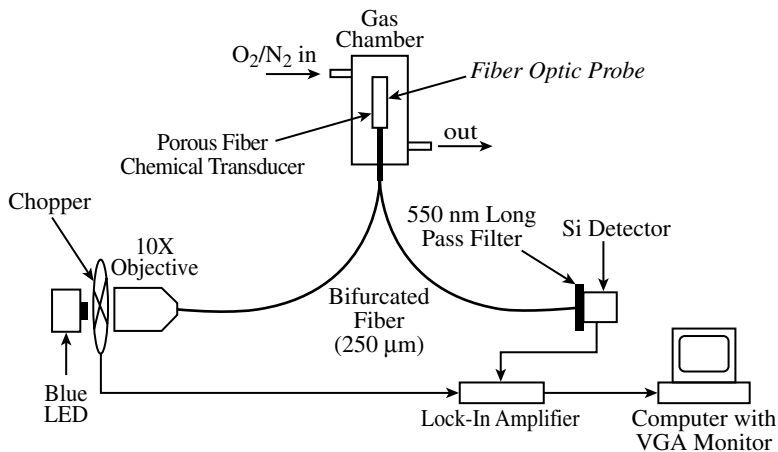 Gas
Chamber
O₂/N₂ in
Fiber Optic Probe
Porous Fiber
Chemical Transducer
out
Chopper
10X
Objective
550 nm Long
Pass Filter
Si Detector
Bifurcated
Fiber
(250 μm)
Blue
LED
Lock-In Amplifier
Computer with
VGA Monitor